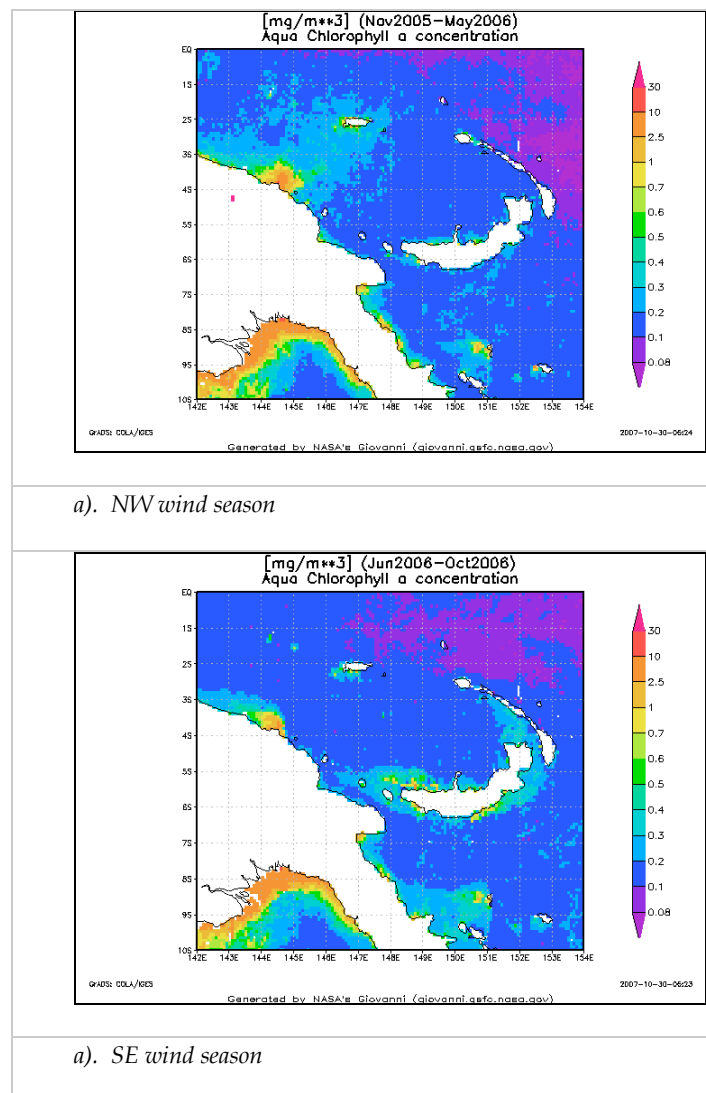 [mg/m**3] (Nov2005-May2006)
Aqua Chlorophyll a concentration
EQ
1S
2S
3S
4S
5S
6S
7S
8S
9S
10S
142E 143E 144E 145E 146E 147E 148E 149E 150E 151E 152E 153E 154E
30
10
2.5
1
0.7
0.6
0.5
0.4
0.3
0.2
0.1
0.08
GrADS: COLA/IGES
2007-10-30-06:24
Generated by NASA's Giovanni (giovanni.gsfc.nasa.gov)
a). NW wind season
[mg/m**3] (Jun2006-Oct2006)
Aqua Chlorophyll a concentration
EQ
1S
2S
3S
4S
5S
6S
7S
8S
9S
10S
142E 143E 144E 145E 146E 147E 148E 149E 150E 151E 152E 153E 154E
30
10
2.5
1
0.7
0.6
0.5
0.4
0.3
0.2
0.1
0.08
GrADS: COLA/IGES
2007-10-30-06:23
Generated by NASA's Giovanni (giovanni.gsfc.nasa.gov)
a). SE wind season